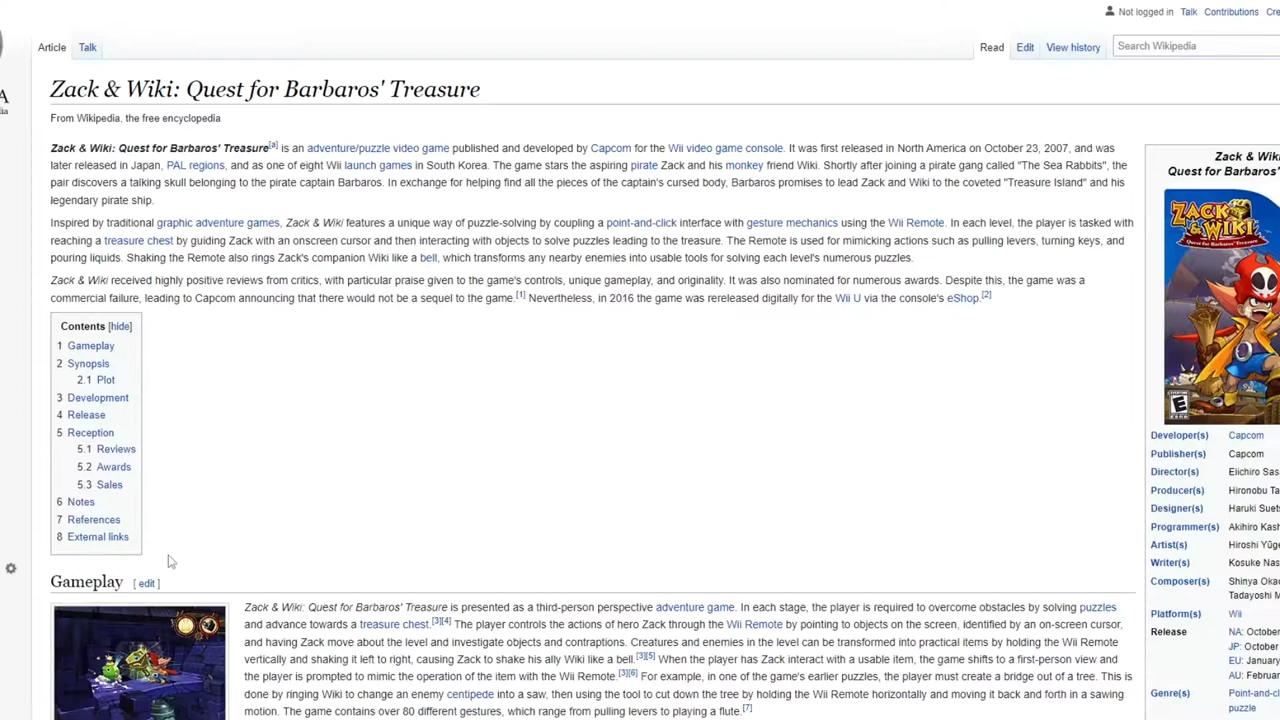 Not logged in Talk Contributions
Article Talk Read Edit View history Search Wikipedia
Zack & Wiki: Quest for Barbaros' Treasure
From Wikipedia, the free encyclopedia
Zack & Wiki: Quest for Barbaros' Treasure[a] is an adventure/puzzle video game published and developed by Capcom for the Wii video game console. It was first released in North America on October 23, 2007, and was
later released in Japan, PAL regions, and as one of eight Wii launch games in South Korea. The game stars the aspiring pirate Zack and his monkey friend Wiki. Shortly after joining a pirate gang called "The Sea Rabbits", the
pair discovers a talking skull belonging to the pirate captain Barbaros. In exchange for helping find all the pieces of the captain's cursed body, Barbaros promises to lead Zack and Wiki to the coveted "Treasure Island" and his
legendary pirate ship.
Inspired by traditional graphic adventure games, Zack & Wiki features a unique way of puzzle-solving by coupling a point-and-click interface with gesture mechanics using the Wii Remote. In each level, the player is tasked with
reaching a treasure chest by guiding Zack with an onscreen cursor and then interacting with objects to solve puzzles leading to the treasure. The Remote is used for mimicking actions such as pulling levers, turning keys, and
pouring liquids. Shaking the Remote also rings Zack's companion Wiki like a bell, which transforms any nearby enemies into usable tools for solving each level's numerous puzzles.
Zack & Wiki received highly positive reviews from critics, with particular praise given to the game's controls, unique gameplay, and originality. It was also nominated for numerous awards. Despite this, the game was a
commercial failure, leading to Capcom announcing that there would not be a sequel to the game.[1] Nevertheless, in 2016 the game was rereleased digitally for the Wii U via the console's eShop.[2]
Contents [hide]
1 Gameplay
2 Synopsis
2.1 Plot
3 Development
4 Release
5 Reception
5.1 Reviews
5.2 Awards
5.3 Sales
6 Notes
7 References
8 External links
Gameplay [ edit ]
Zack & Wiki: Quest for Barbaros' Treasure is presented as a third-person perspective adventure game. In each stage, the player is required to overcome obstacles by solving puzzles
and advance towards a treasure chest.[3][4] The player controls the actions of hero Zack through the Wii Remote by pointing to objects on the screen, identified by an on-screen cursor,
and having Zack move about the level and investigate objects and contraptions. Creatures and enemies in the level can be transformed into practical items by holding the Wii Remote
vertically and shaking it left to right, causing Zack to shake his ally Wiki like a bell.[3][5] When the player has Zack interact with a usable item, the game shifts to a first-person view and
the player is prompted to mimic the operation of the item with the Wii Remote.[3][6] For example, in one of the game's earlier puzzles, the player must create a bridge out of a tree. This is
done by ringing Wiki to change an enemy centipede into a saw, then using the tool to cut down the tree by holding the Wii Remote horizontally and moving it back and forth in a sawing
motion. The game contains over 80 different gestures, which range from pulling levers to playing a flute.[7]
Zack & Wiki
Quest for Barbaros'
ZACK
& WIKI
Quest for Barbaros' Treasure
E
Developer(s) Capcom
Publisher(s) Capcom
Director(s) Eiichiro
Producer(s) Hironobu
Designer(s) Haruki
Programmer(s) Akihiro
Artist(s) Hiroshi
Writer(s) Kosuke
Composer(s) Shinya
Tadayoshi
Platform(s) Wii
Release NA: October
JP: October
EU: January
AU:
Genre(s)
puzzle